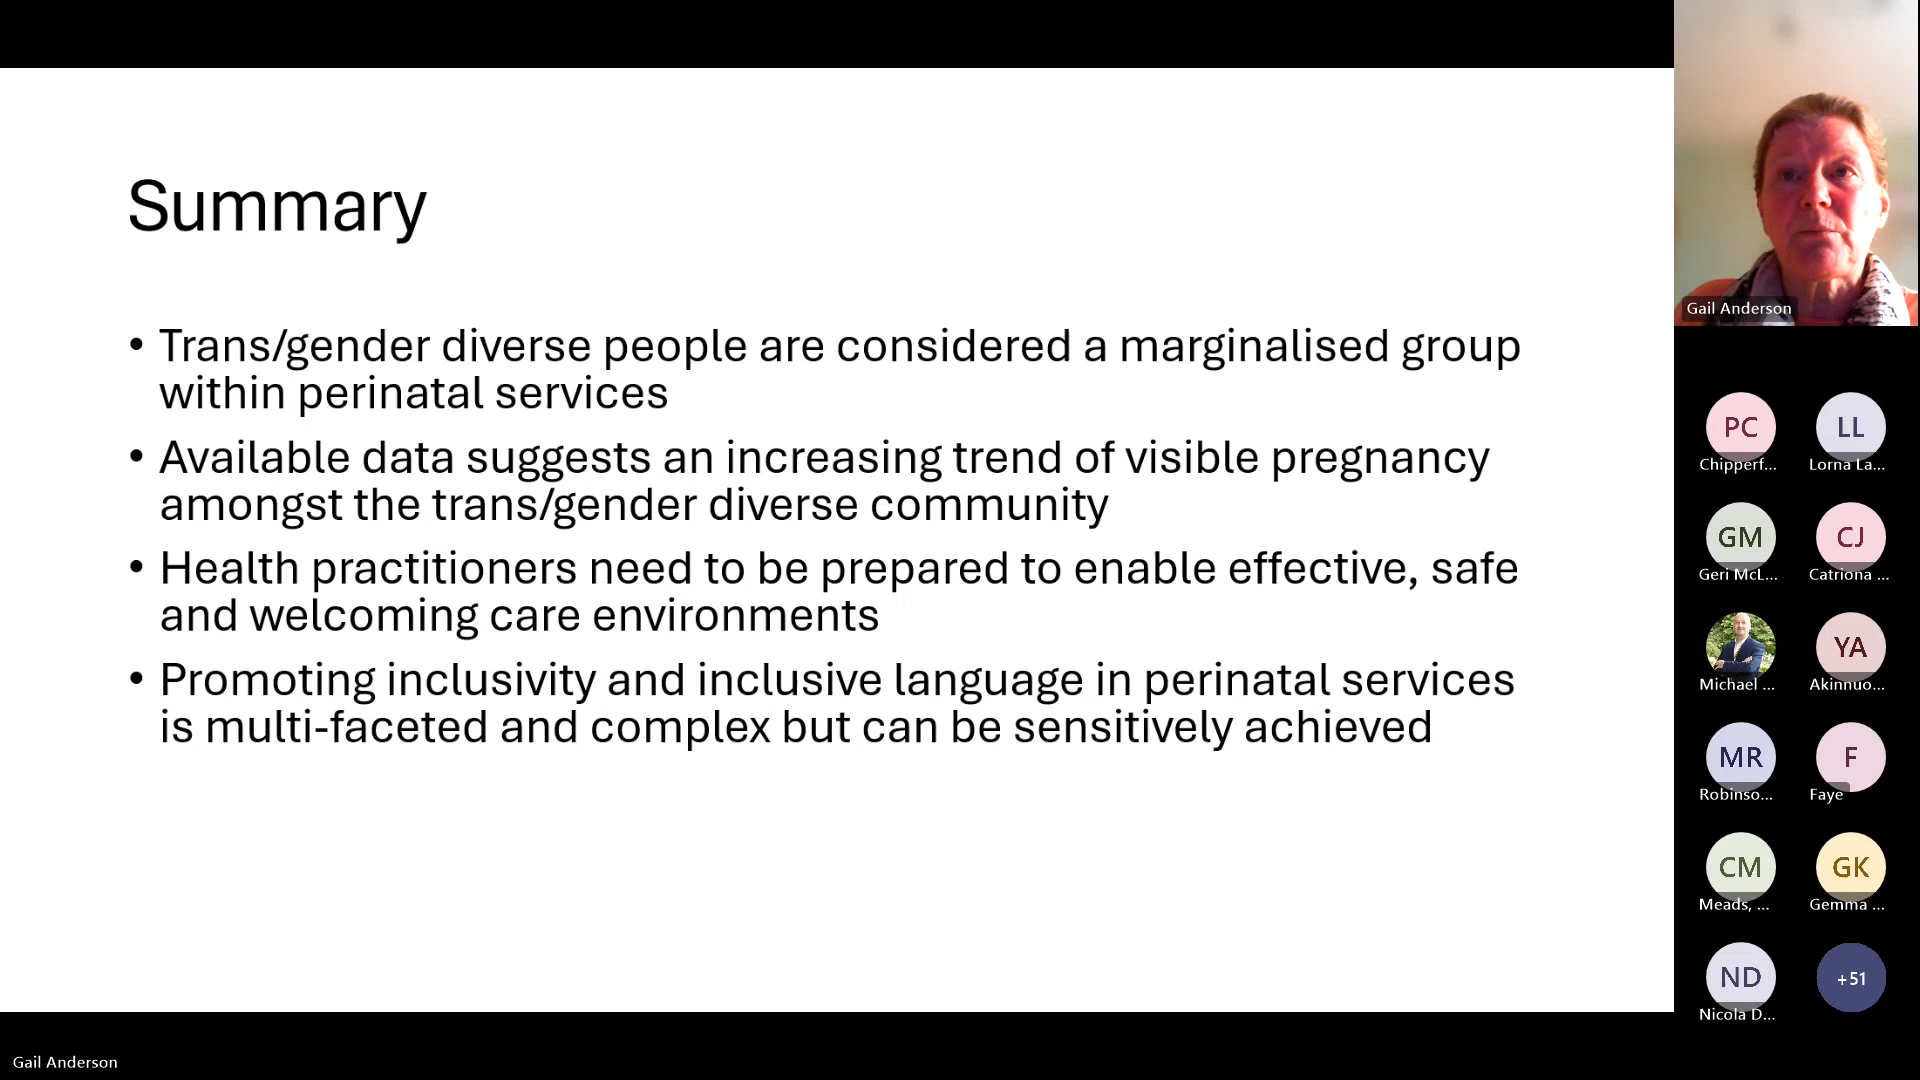 Summary
• Trans/gender diverse people are considered a marginalised group
within perinatal services
• Available data suggests an increasing trend of visible pregnancy
amongst the trans/gender diverse community
• Health practitioners need to be prepared to enable effective, safe
and welcoming care environments
• Promoting inclusivity and inclusive language in perinatal services
is multi-faceted and complex but can be sensitively achieved
Gail Anderson
PC
Chipperf...
LL
Lorna La...
GM
Geri McL...
CJ
Catriona ...
Michael ...
YA
Akinnuo...
MR
Robinso...
F
Faye
CM
Meads, ...
GK
Gemma ...
ND
Nicola D...
+51
Gail Anderson